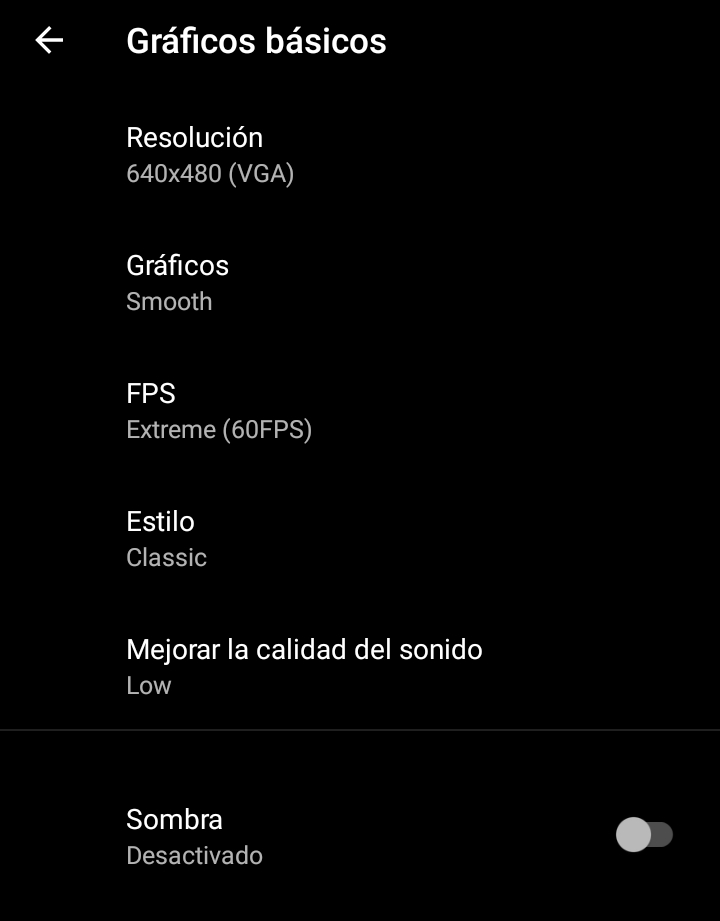 Gráficos básicos
Resolución
640x480 (VGA)
Gráficos
Smooth
FPS
Extreme (60FPS)
Estilo
Classic
Mejorar la calidad del sonido
Low
Sombra
Desactivado